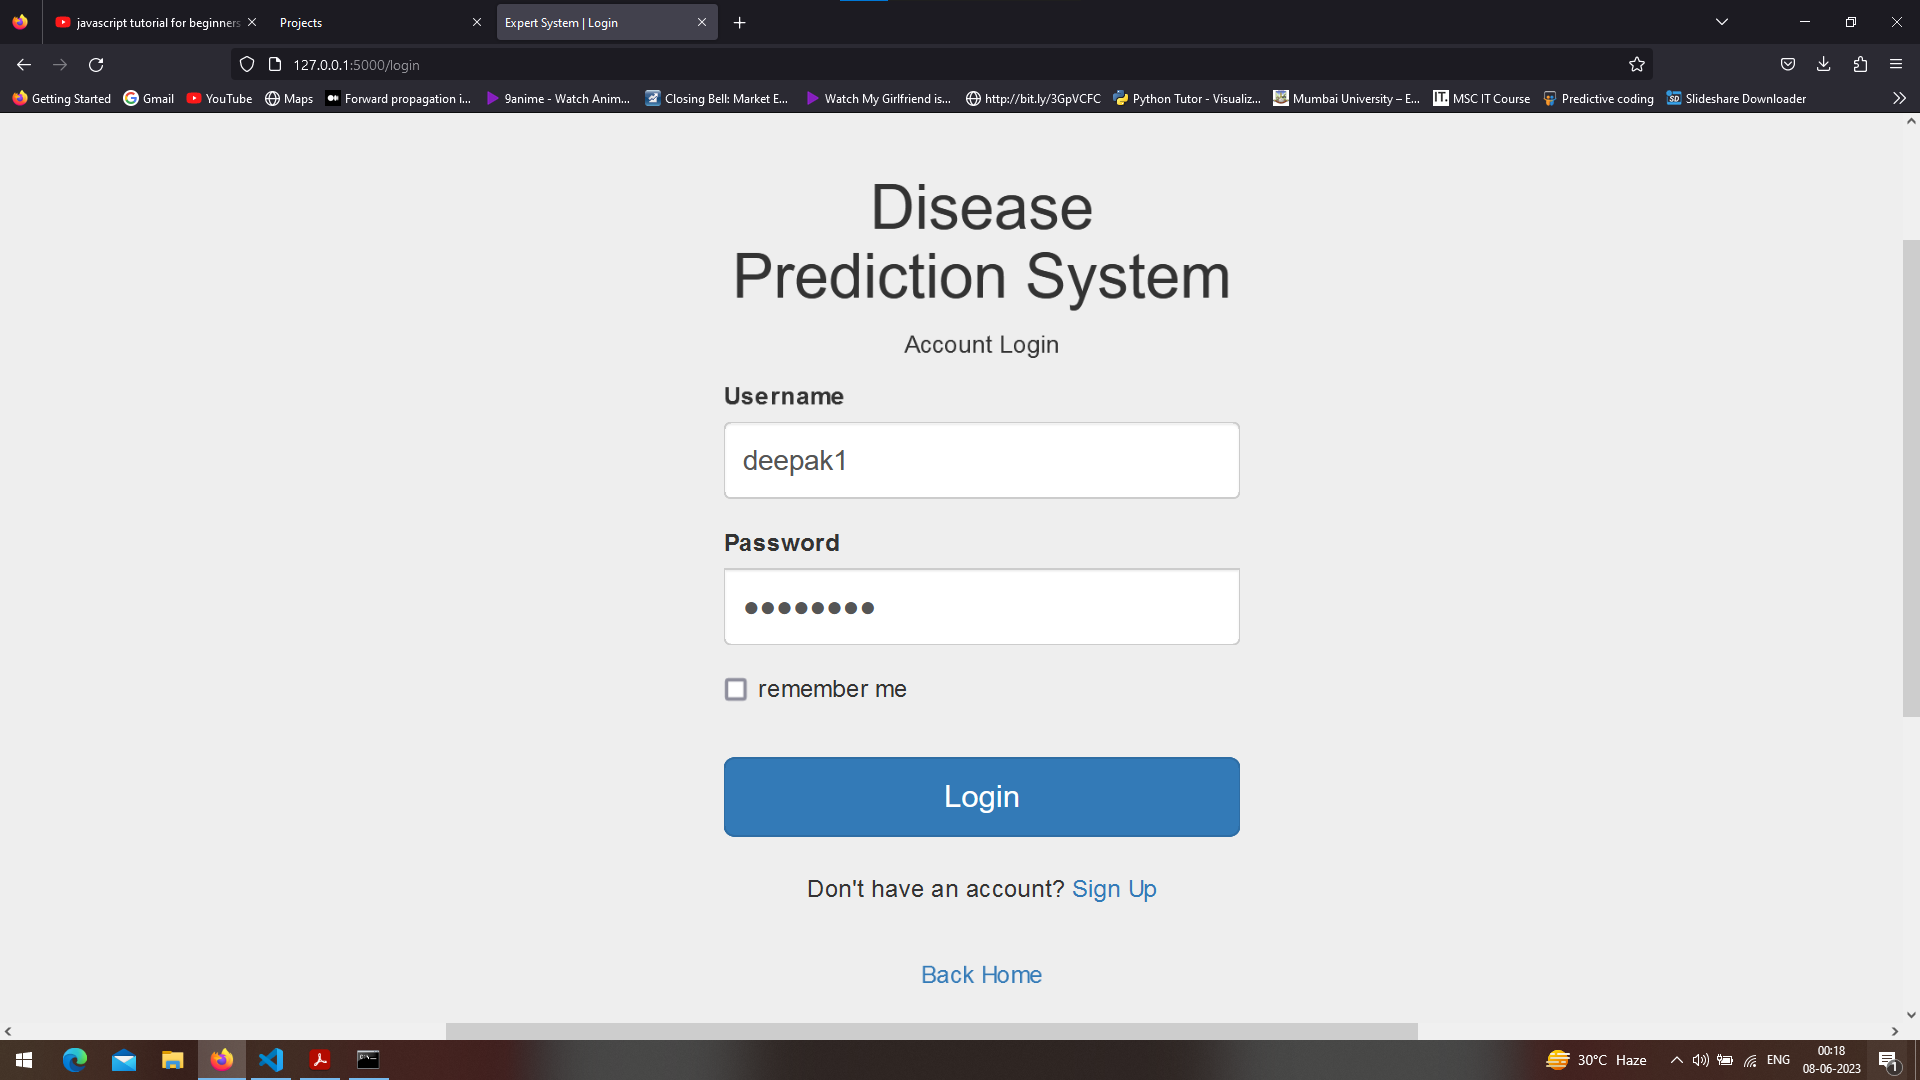 javascript tutorial for beginners
Projects
Expert System | Login
127.0.0.1:5000/login
Getting Started
Gmail
YouTube
Maps
Forward propagation i...
9anime - Watch Anim...
Closing Bell: Market E...
Watch My Girlfriend is...
http://bit.ly/3GpVCFC
Python Tutor - Visualiz...
Mumbai University – E...
IT.
MSC IT Course
Predictive coding
SD
Slideshare Downloader
Disease
Prediction System
Account Login
Username
deepak1
Password
remember me
Login
Don't have an account? Sign Up
Back Home
30°C Haze
ENG
00:18
08-06-2023
1